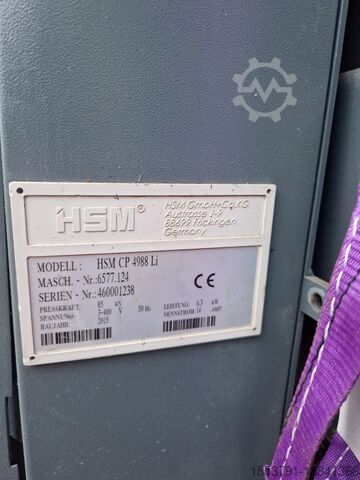 HSM®
HSM GmbH+Co.KG
Austrasse 1-9
88699 Frickingen
Germany
MODELL : HSM CP 4988 Li
MASCH. - Nr.:6577.124
SERIEN - Nr.:460001238
CE
PRESSKRAFT: 85 kN LEISTUNG: 6.3 kW
SPANNUNG: 3~400 V 50 Hz NENNSTROM: 14 AMP
BAUJAHR: 2015